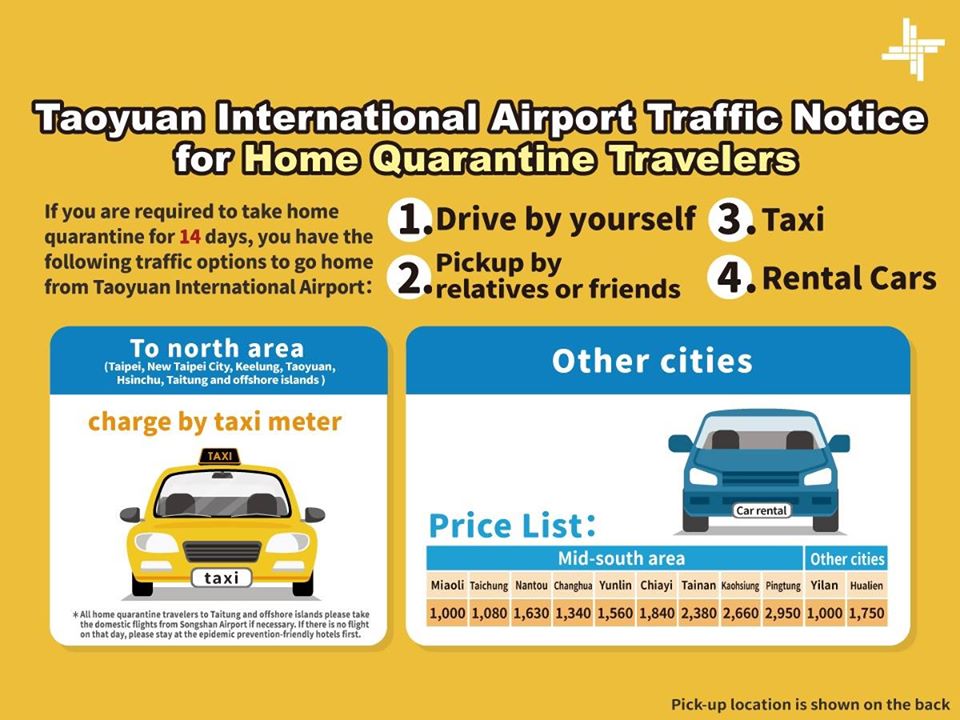 Taoyuan International Airport Traffic Notice
for Home Quarantine Travelers
If you are required to take home
quarantine for 14 days, you have the
following traffic options to go home
from Taoyuan International Airport:
1. Drive by yourself
2. Pickup by
relatives or friends
3. Taxi
4. Rental Cars
To north area
(Taipei, New Taipei City, Keelung, Taoyuan,
Hsinchu, Taitung and offshore islands )
charge by taxi meter
TAXI
taxi
*All home quarantine travelers to Taitung and offshore islands please take
the domestic flights from Songshan Airport if necessary. If there is no flight
on that day, please stay at the epidemic prevention-friendly hotels first.
Other cities
Car rental
Price List:
Mid-south area Other cities
Miaoli Taichung Nantou Changhua Yunlin Chiayi Tainan Kaohsiung Pingtung Yilan Hualien
1,000 1,080 1,630 1,340 1,560 1,840 2,380 2,660 2,950 1,000 1,750
Pick-up location is shown on the back